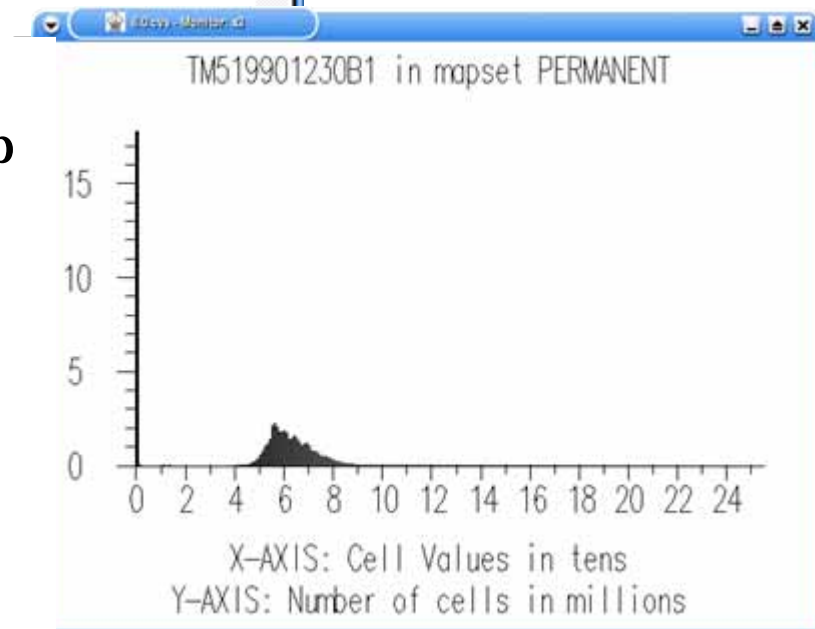 TM519901230B1 in mapset PERMANENT
15
10
5
0
0 2 4 6 8 10 12 14 16 18 20 22 24
X-AXIS: Cell Values in tens
Y-AXIS: Number of cells in millions